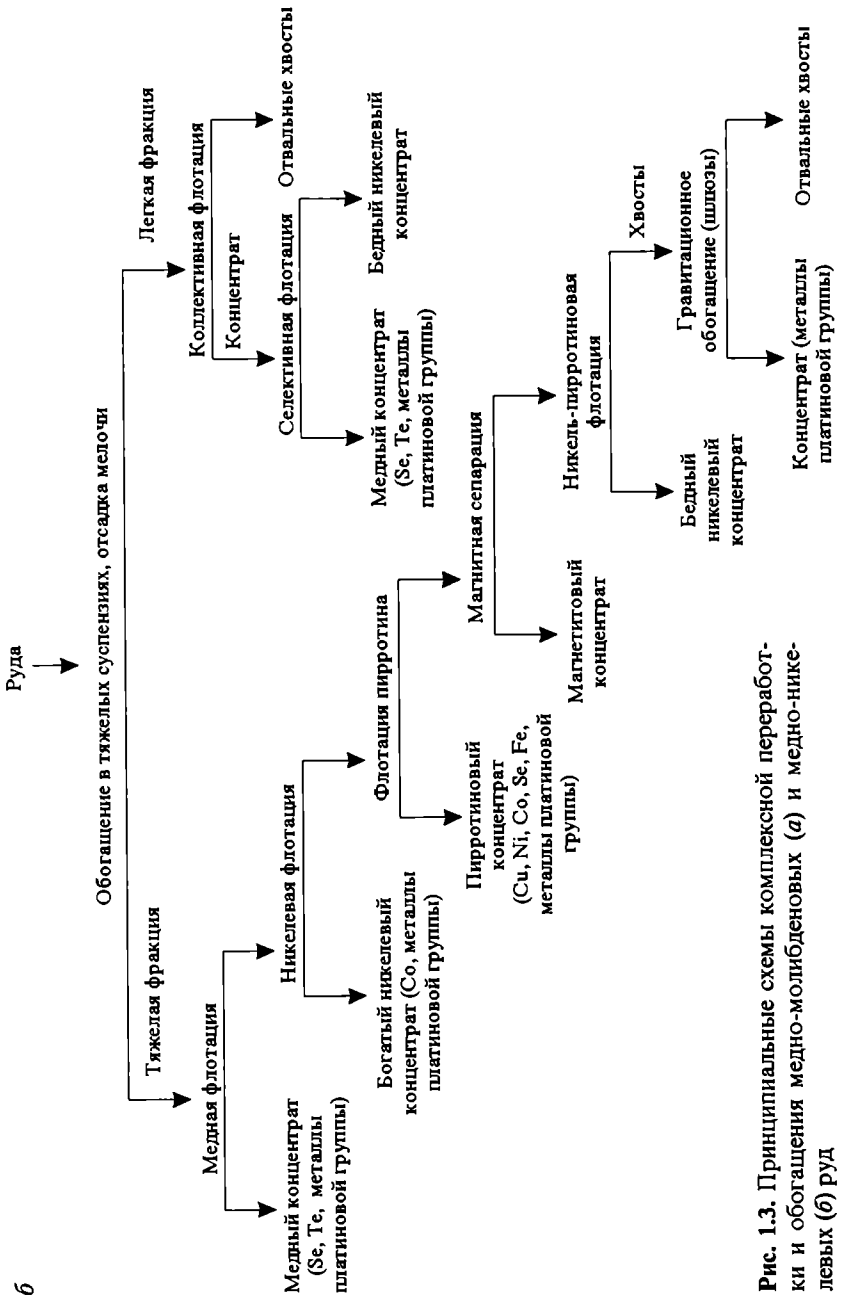 б
Руда
Обогащение в тяжелых суспензиях, отсадка мелочи
Тяжелая фракция
Легкая фракция
Медная флотация
Коллективная флотация
Концентрат
Отвальные хвосты
Медный концентрат
(Se, Te, металлы
платиновой группы)
Никелевая флотация
Селективная флотация
Богатый никелевый
концентрат (Co, металлы
платиновой группы)
Флотация пирротина
Медный концентрат
(Se, Te, металлы
платиновой группы)
Бедный никелевый
концентрат
Пирротиновый
концентрат
(Cu, Ni, Co, Se, Fe,
металлы платиновой
группы)
Магнитная сепарация
Магнетитовый
концентрат
Никель-пирротиновая
флотация
Хвосты
Бедный
никелевый
концентрат
Гравитационное
обогащение (шлюзы)
Концентрат (металлы
платиновой группы)
Отвальные хвосты
Рис. 1.3. Принципиальные схемы комплексной переработ-
ки и обогащения медно-молибденовых (а) и медно-нике-
левых (б) руд